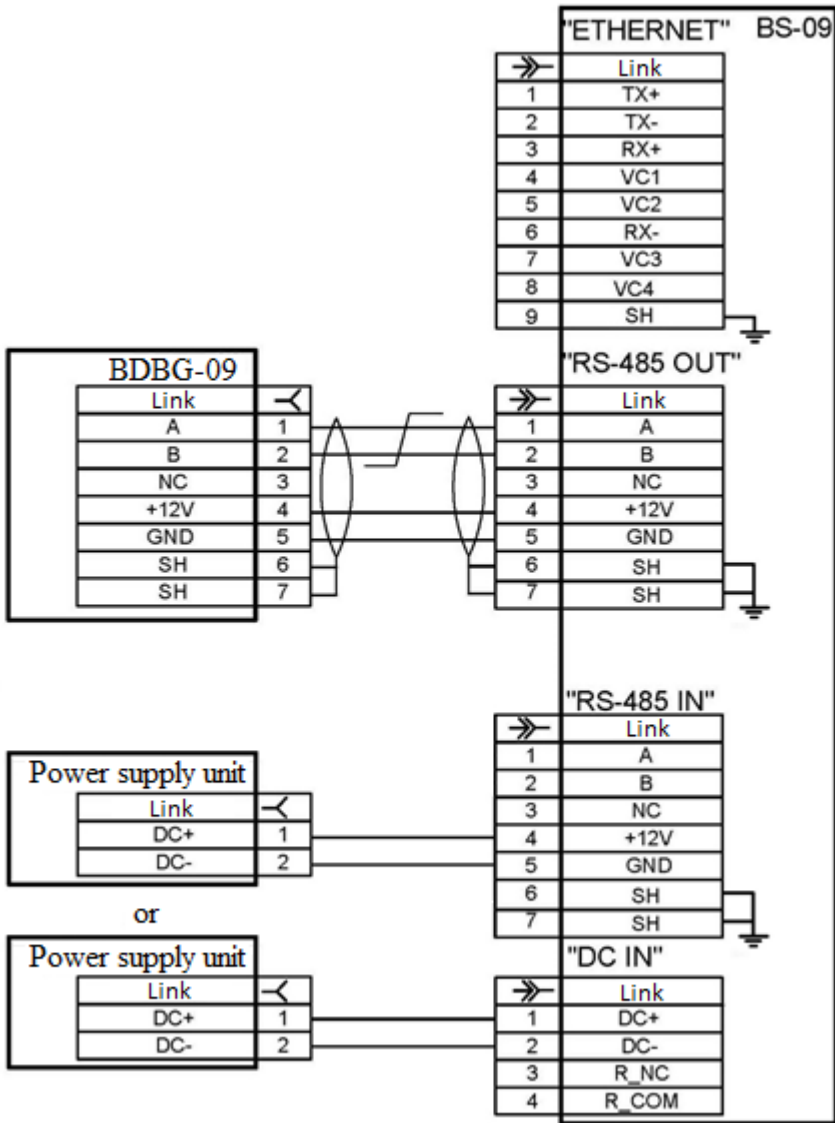 "ETHERNET" BS-09
Link
1 TX+
2 TX-
3 RX+
4 VC1
5 VC2
6 RX-
7 VC3
8 VC4
9 SH
BDBG-09
Link
A 1
B 2
NC 3
+12V 4
GND 5
SH 6
SH 7
"RS-485 OUT"
Link
1 A
2 B
3 NC
4 +12V
5 GND
6 SH
7 SH
"RS-485 IN"
Link
1 A
2 B
3 NC
4 +12V
5 GND
6 SH
7 SH
Power supply unit
Link
DC+ 1
DC- 2
or
Power supply unit
Link
DC+ 1
DC- 2
"DC IN"
Link
1 DC+
2 DC-
3 R_NC
4 R_COM